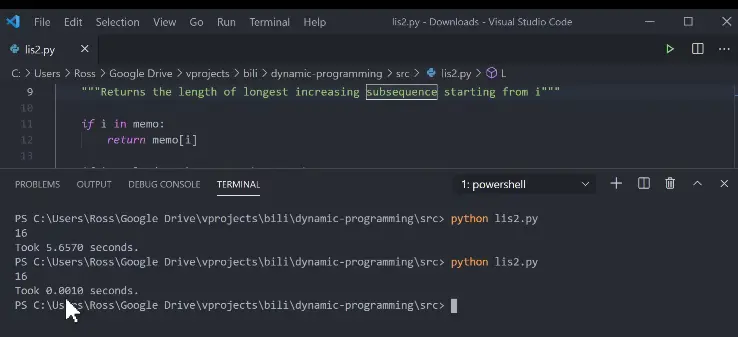 File Edit Selection View Go Run Terminal Help lis2.py - Downloads - Visual Studio Code
lis2.py
C: > Users > Ross > Google Drive > vprojects > bili > dynamic-programming > src > lis2.py > L
9 """Returns the length of longest increasing subsequence starting from i"""
10
11 if i in memo:
12 return memo[i]
13
PROBLEMS OUTPUT DEBUG CONSOLE TERMINAL 1: powershell
PS C:\Users\Ross\Google Drive\vprojects\bili\dynamic-programming\src> python lis2.py
16
Took 5.6570 seconds.
PS C:\Users\Ross\Google Drive\vprojects\bili\dynamic-programming\src> python lis2.py
16
Took 0.0010 seconds.
PS C:\Users\Ross\Google Drive\vprojects\bili\dynamic-programming\src>